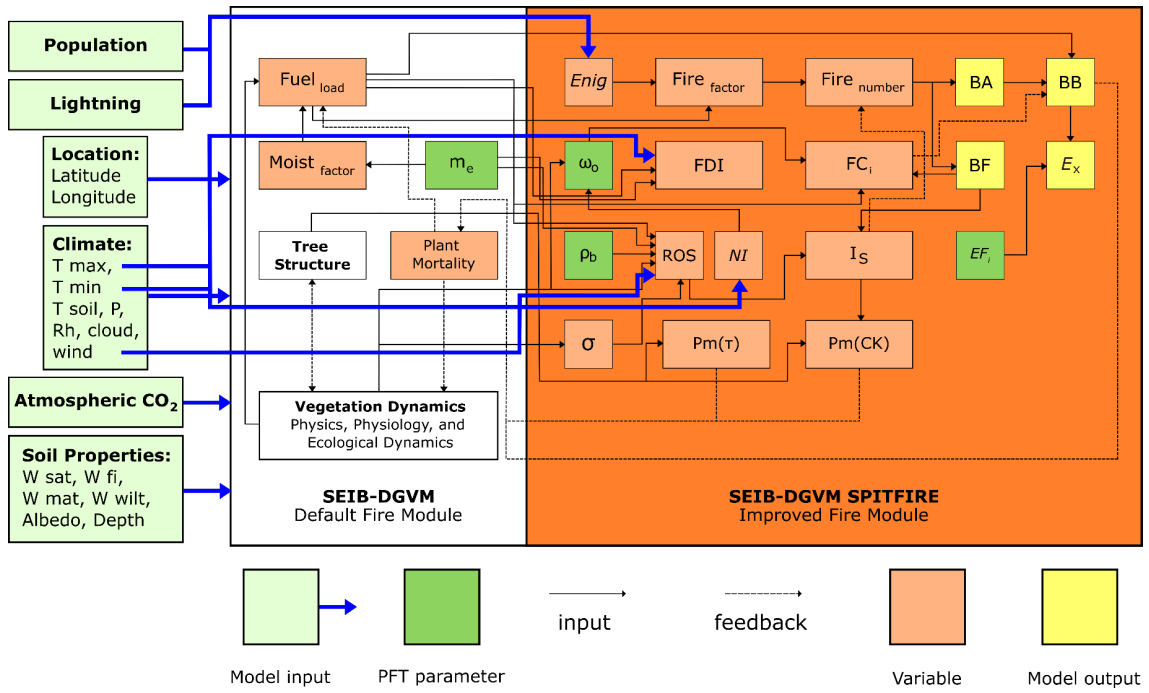 Population
Lightning
Location:
Latitude
Longitude
Climate:
T max,
T min
T soil, P,
Rh, cloud,
wind
Atmospheric CO₂
Soil Properties:
W sat, W fi,
W mat, W wilt,
Albedo, Depth
Fuel load
Moist factor
mₑ
Tree
Structure
Plant
Mortality
Vegetation Dynamics
Physics, Physiology, and
Ecological Dynamics
SEIB-DGVM
Default Fire Module
Enig
Fire factor
Fire number
BA
BB
ωₒ
FDI
FCᵢ
BF
Eₓ
ρb
ROS
NI
I S
EFᵢ
σ
Pm(τ)
Pm(CK)
SEIB-DGVM SPITFIRE
Improved Fire Module
input
feedback
Model input
PFT parameter
Variable
Model output